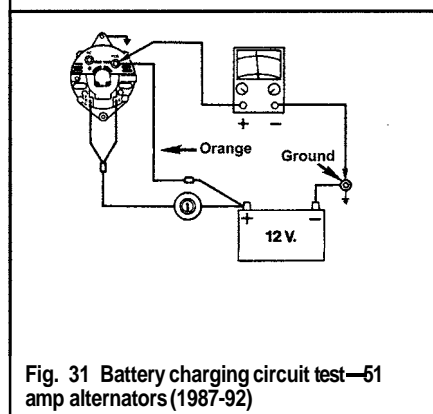 + −
Orange
Ground
+ −
12 V.
Fig. 31 Battery charging circuit test—51
amp alternators (1987-92)